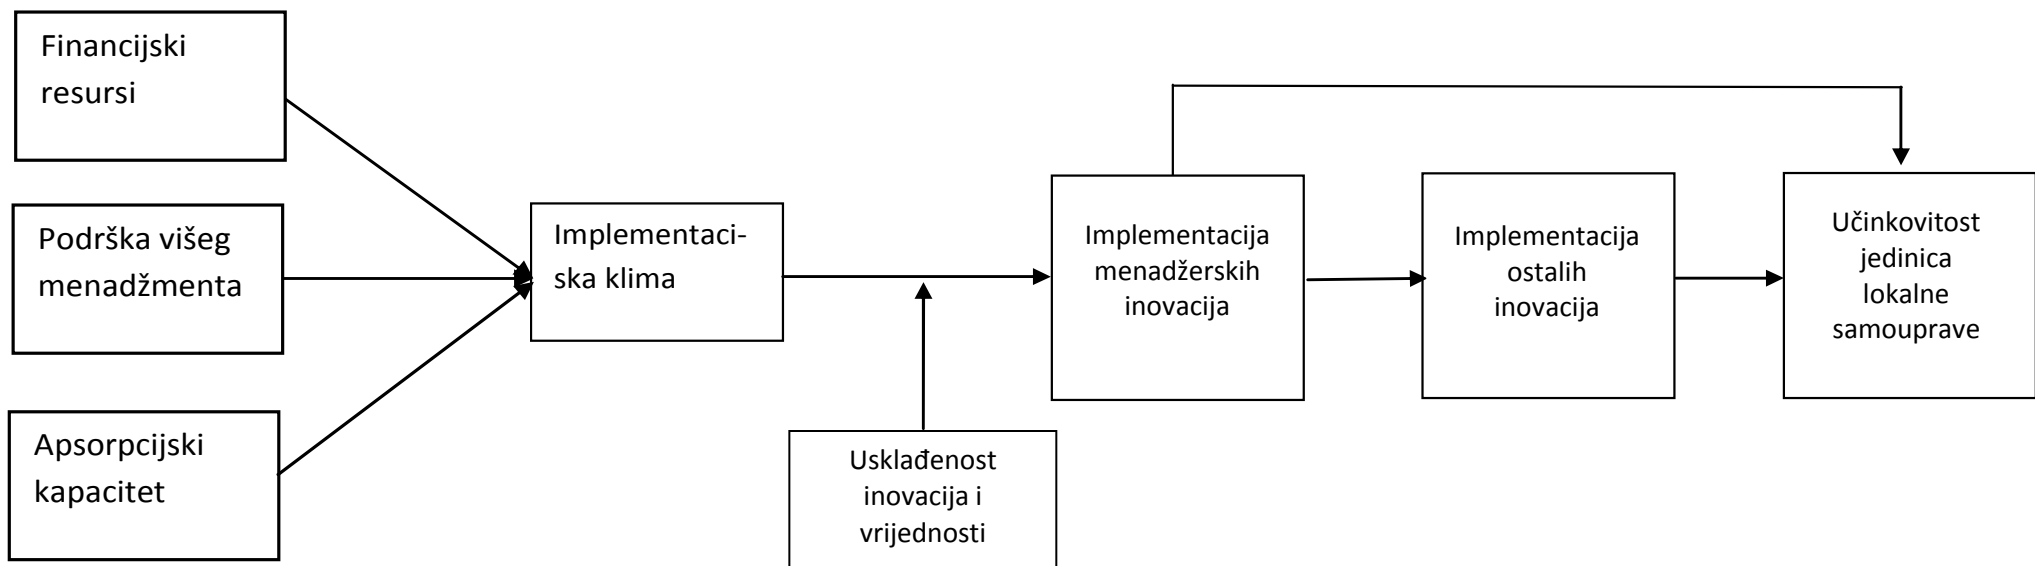 Financijski
resursi
Podrška višeg
menadžmenta
Apsorpcijski
kapacitet
Implementaci-
ska klima
Usklađenost
inovacija i
vrijednosti
Implementacija
menadžerskih
inovacija
Implementacija
ostalih
inovacija
Učinkovitost
jedinica
lokalne
samouprave